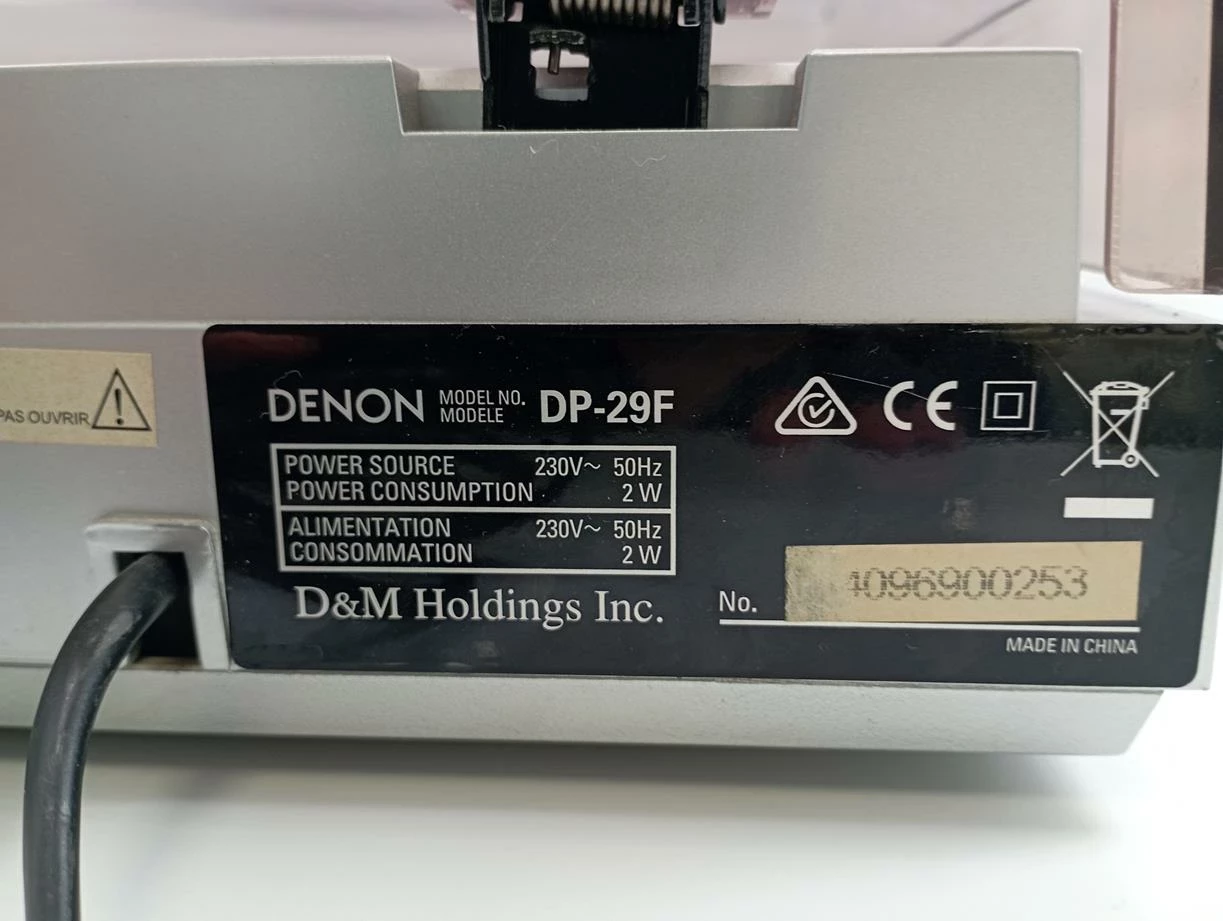 PAS OUVRIR
DENON MODEL NO. DP-29F
MODELE
POWER SOURCE 230V~ 50Hz
POWER CONSUMPTION 2 W
ALIMENTATION 230V~ 50Hz
CONSOMMATION 2 W
D&M Holdings Inc.
No. 4096900253
MADE IN CHINA
CE